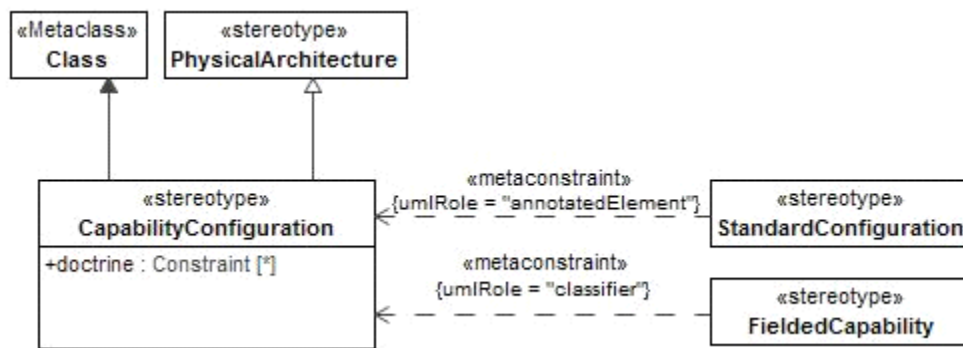 «Metaclass»
Class
«stereotype»
PhysicalArchitecture
«stereotype»
CapabilityConfiguration
+doctrine : Constraint [*]
«metaconstraint»
{umlRole = "annotatedElement"}
«stereotype»
StandardConfiguration
«metaconstraint»
{umlRole = "classifier"}
«stereotype»
FieldedCapability